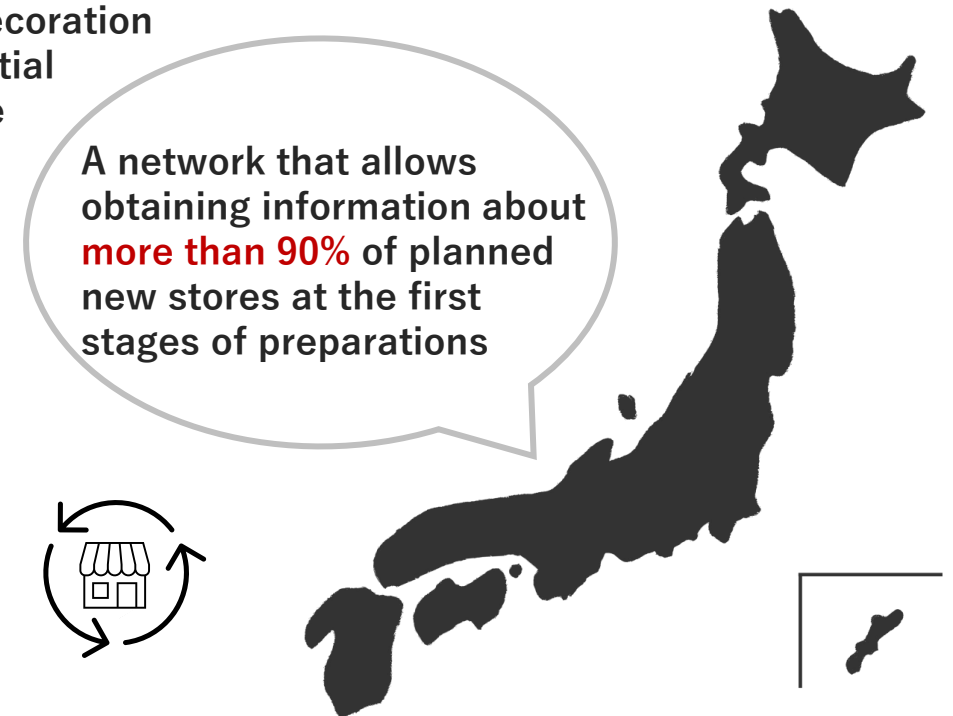 A network that allows
obtaining information about
more than 90% of planned
new stores at the first
stages of preparations